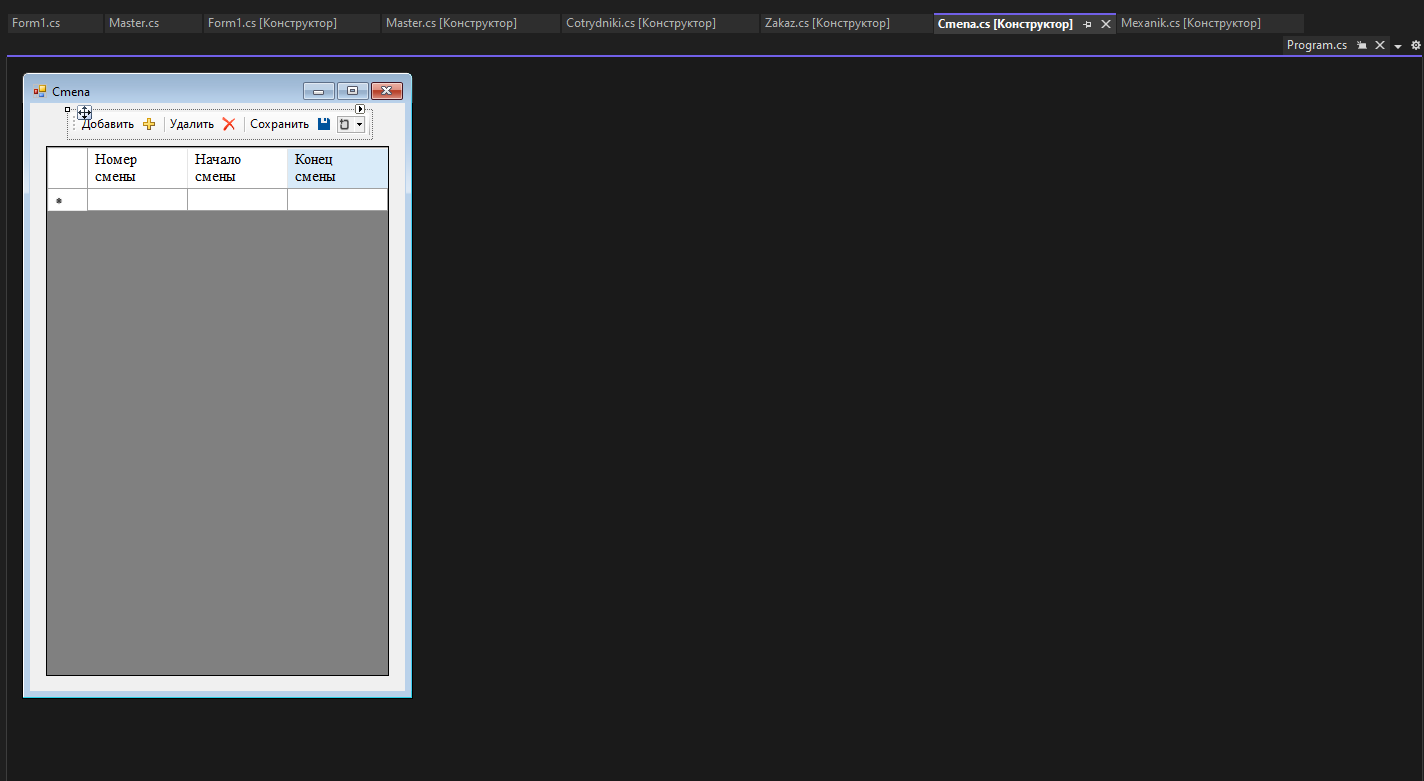 Form1.cs
Master.cs
Form1.cs [Конструктор]
Master.cs [Конструктор]
Cotrydniki.cs [Конструктор]
Zakaz.cs [Конструктор]
Cmena.cs [Конструктор]
Mexanik.cs [Конструктор]
Program.cs
Cmena
Добавить
Удалить
Сохранить
Номер
смены
Начало
смены
Конец
смены